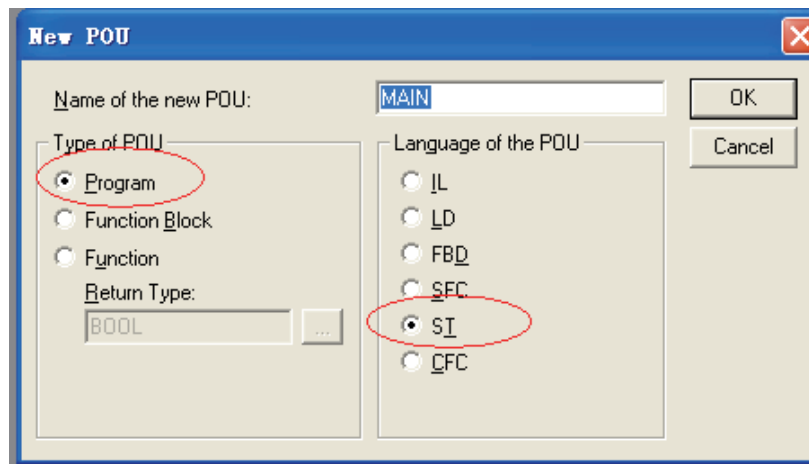 New POU
Name of the new POU:
MAIN
OK
Cancel
Type of POU
Program
Function Block
Function
Return Type:
BOOL
...
Language of the POU
IL
LD
FBD
SFC
ST
CFC